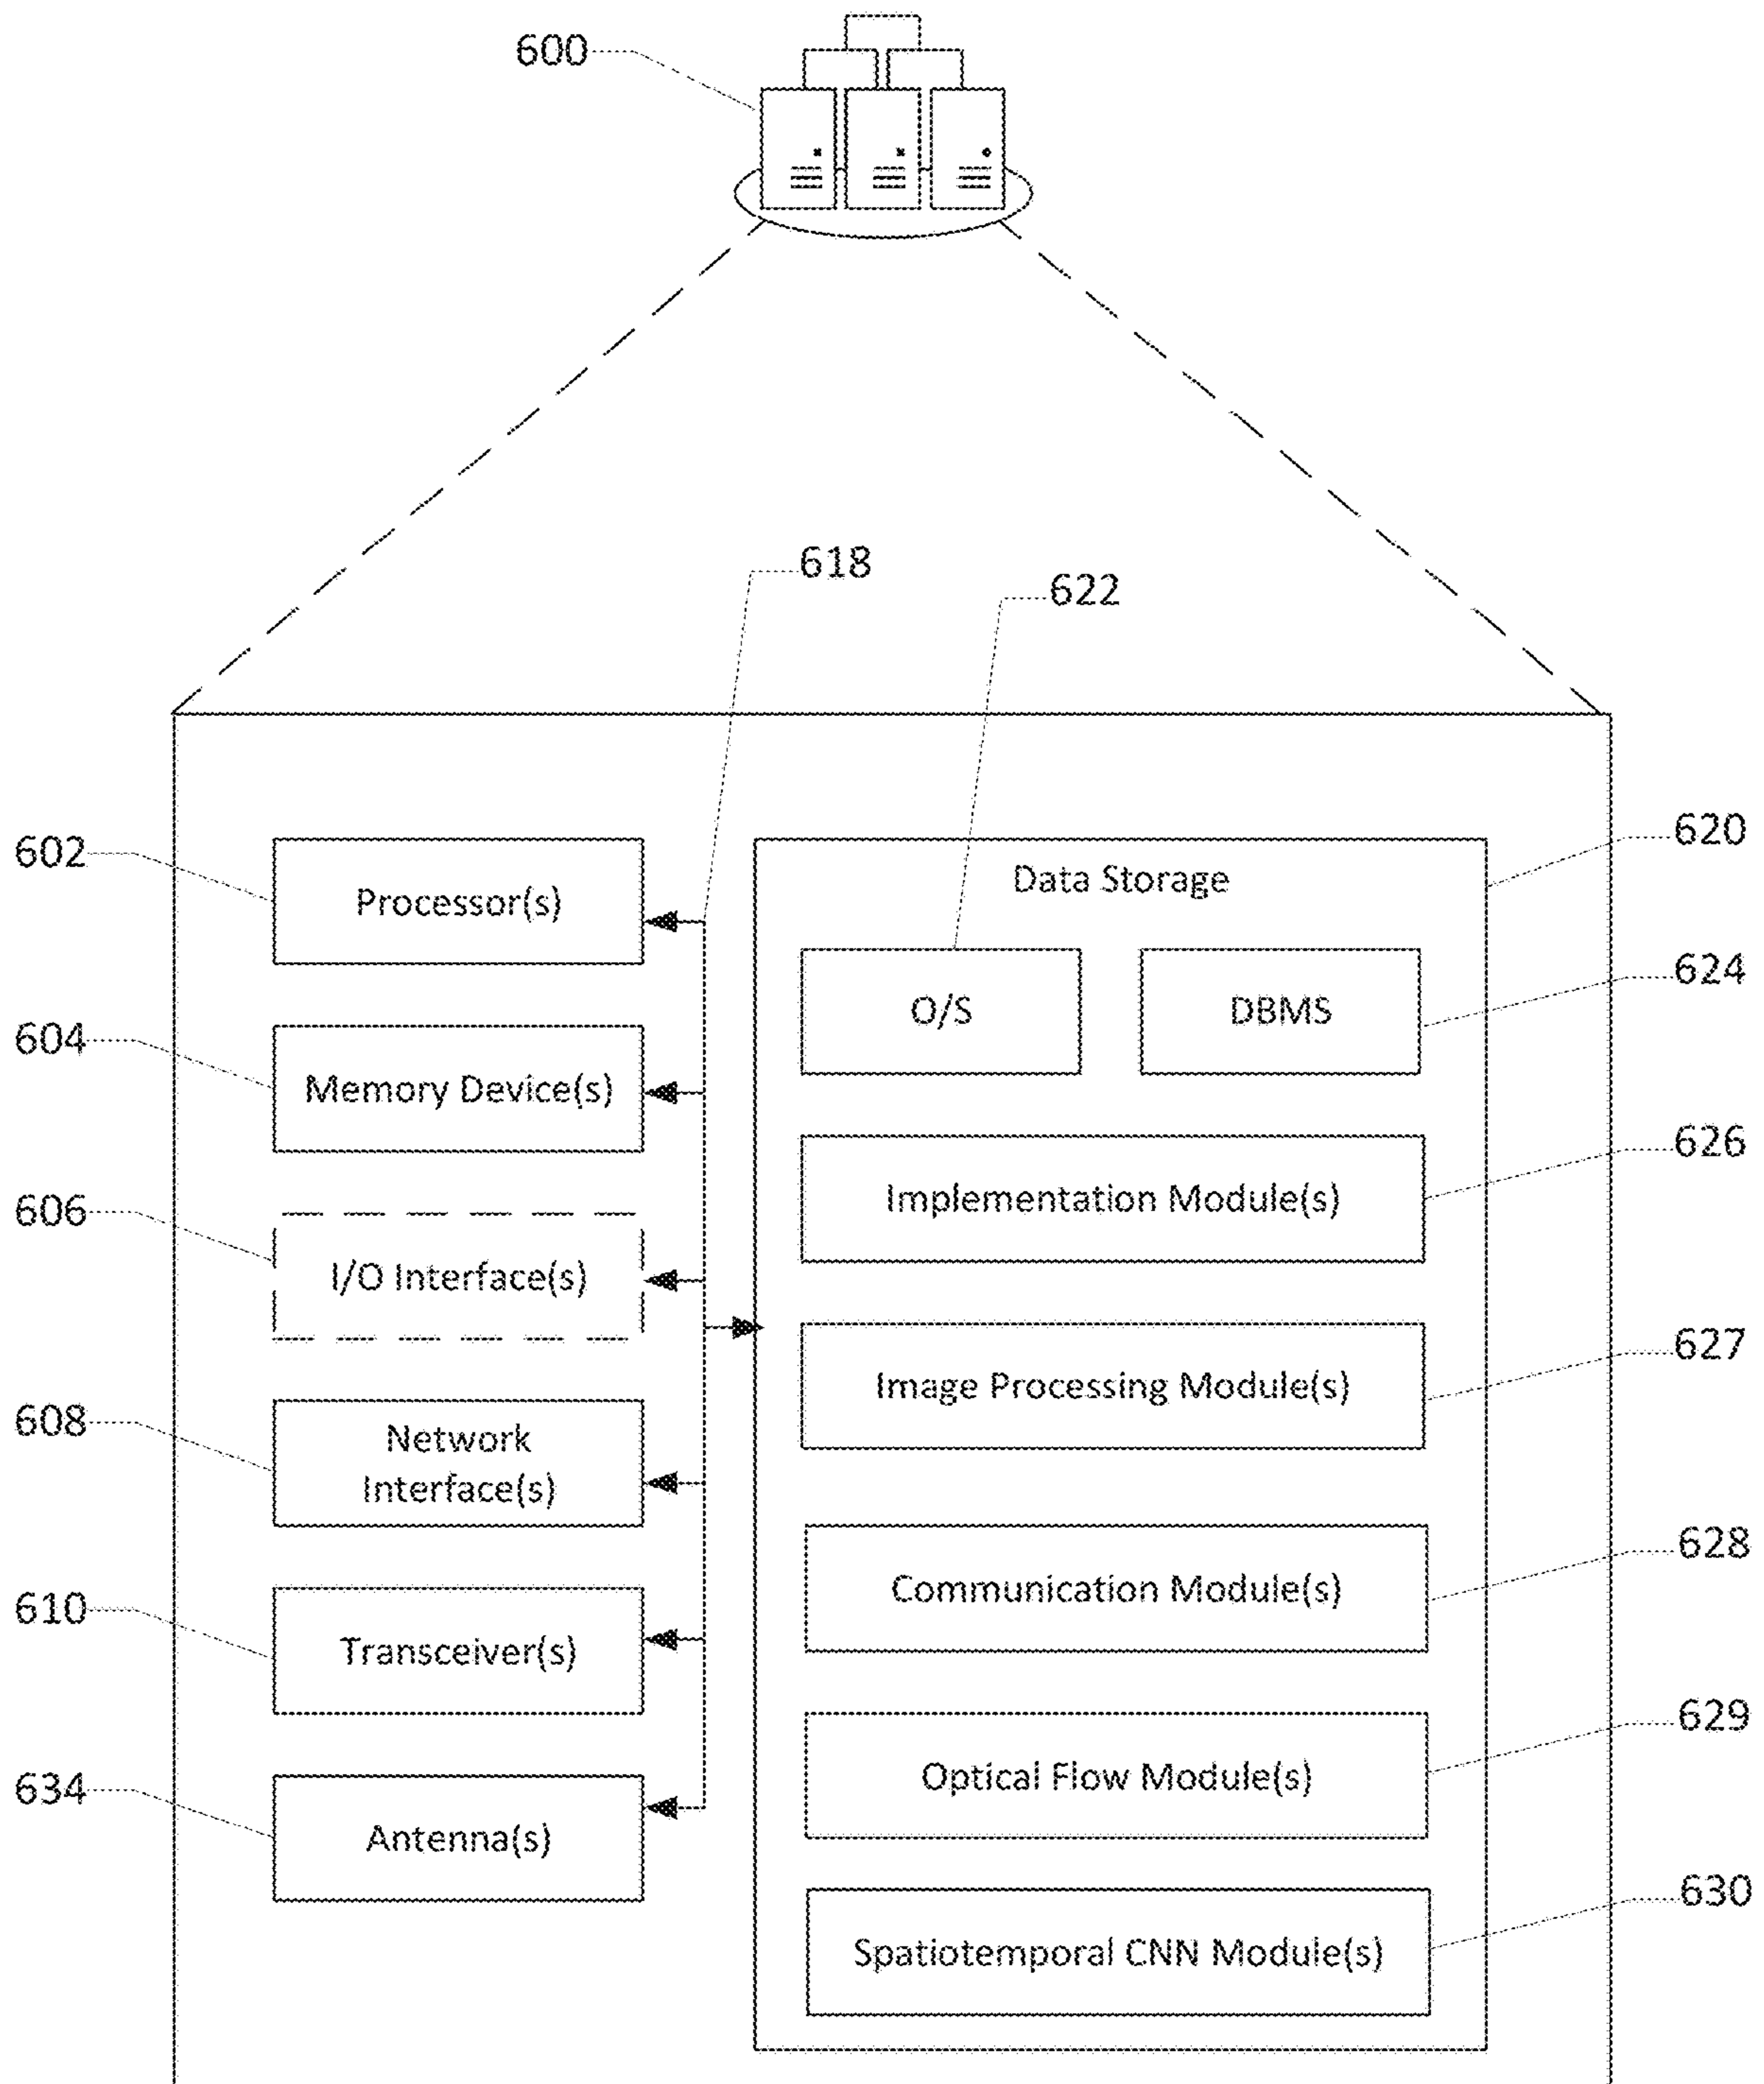 600
618
622
602
Processor(s)
620
Data Storage
O/S
DBMS
624
604
Memory Device(s)
626
Implementation Module(s)
606
I/O Interface(s)
627
Image Processing Module(s)
608
Network
Interface(s)
628
Communication Module(s)
610
Transceiver(s)
629
Optical Flow Module(s)
634
Antenna(s)
630
Spatiotemporal CNN Module(s)